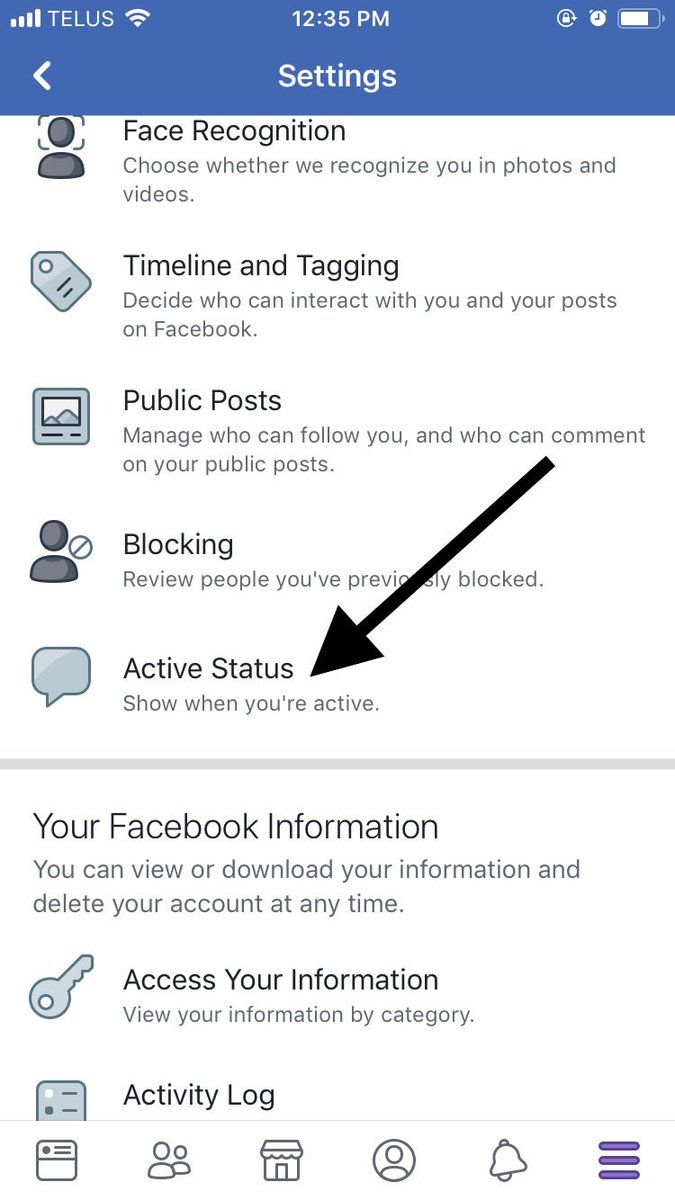 TELUS 12:35 PM
Settings
Face Recognition
Choose whether we recognize you in photos and
videos.
Timeline and Tagging
Decide who can interact with you and your posts
on Facebook.
Public Posts
Manage who can follow you, and who can comment
on your public posts.
Blocking
Review people you've previously blocked.
Active Status
Show when you're active.
Your Facebook Information
You can view or download your information and
delete your account at any time.
Access Your Information
View your information by category.
Activity Log